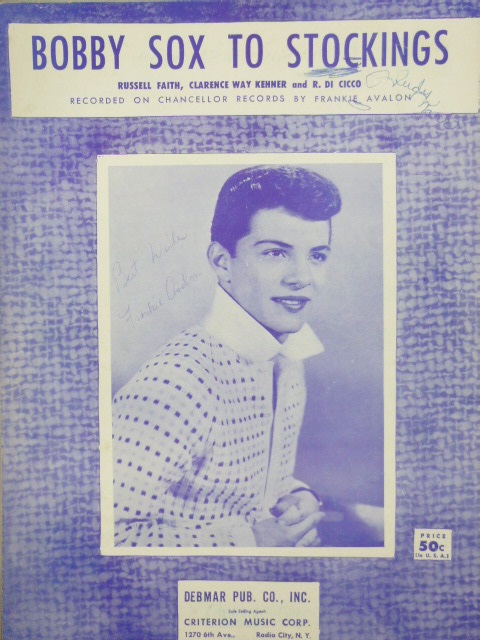 BOBBY SOX TO STOCKINGS
RUSSELL FAITH, CLARENCE WAY KEHNER and R. DI CICCO
RECORDED ON CHANCELLOR RECORDS BY FRANKIE AVALON
Best Wishes
Frankie Avalon
PRICE
50c
(In U. S. A.)
DEBMAR PUB. CO., INC.
Sole Selling Agent:
CRITERION MUSIC CORP.
1270 6th Ave., Radio City, N. Y.